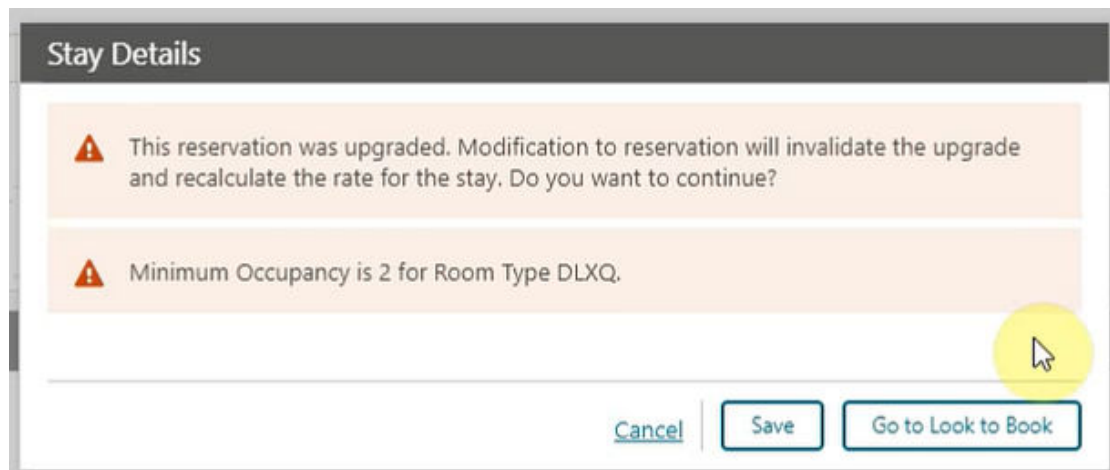 Stay Details
This reservation was upgraded. Modification to reservation will invalidate the upgrade
and recalculate the rate for the stay. Do you want to continue?
Minimum Occupancy is 2 for Room Type DLXQ.
Cancel
Save
Go to Look to Book